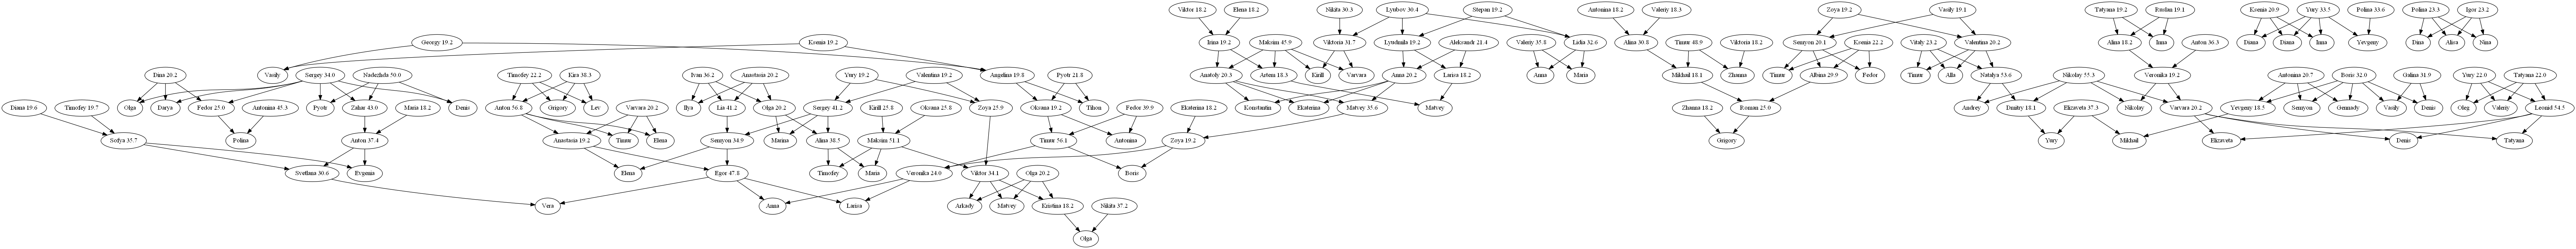 Viktor 18.2
Elena 18.2
Nikita 30.3
Lyubov 30.4
Stepan 19.2
Antonina 18.2
Valeriy 18.3
Zoya 19.2
Vasily 19.1
Tatyana 19.2
Ruslan 19.1
Ksenia 20.9
Yury 33.5
Polina 33.6
Polina 23.3
Igor 23.2
Georgy 19.2
Ksenia 19.2
Irina 19.2
Maksim 45.9
Viktoria 31.7
Lyudmila 19.2
Aleksandr 21.4
Valeriy 35.8
Lidia 32.6
Alina 30.8
Timur 48.9
Viktoria 18.2
Semyon 20.1
Ksenia 22.2
Vitaly 23.2
Valentina 20.2
Alina 18.2
Inna
Anton 36.3
Diana
Diana
Inna
Yevgeny
Dina
Alisa
Nina
Vasily
Dina 20.2
Sergey 34.0
Nadezhda 50.0
Timofey 22.2
Kira 38.3
Ivan 36.2
Anastasia 20.2
Yury 19.2
Valentina 19.2
Angelina 19.8
Pyotr 21.8
Anatoly 20.3
Artem 18.3
Kirill
Varvara
Anna 20.2
Larisa 18.2
Anna
Maria
Mikhail 18.1
Zhanna
Timur
Albina 29.9
Fedor
Timur
Alla
Natalya 53.6
Nikolay 55.3
Veronika 19.2
Antonina 20.7
Boris 32.0
Galina 31.9
Yury 22.0
Tatyana 22.0
Diana 19.6
Timofey 19.7
Olga
Darya
Fedor 25.0
Antonina 45.3
Pyotr
Zahar 43.0
Maria 18.2
Denis
Anton 56.8
Grigory
Lev
Varvara 20.2
Ilya
Lia 41.2
Olga 20.2
Sergey 41.2
Kirill 25.8
Oksana 25.8
Zoya 25.9
Oksana 19.2
Tihon
Fedor 39.9
Ekaterina 18.2
Konstantin
Ekaterina
Matvey 35.6
Matvey
Zhanna 18.2
Roman 25.0
Andrey
Dmitry 18.1
Elizaveta 37.3
Nikolay
Varvara 20.2
Yevgeny 18.5
Semyon
Gennady
Vasily
Denis
Oleg
Valeriy
Leonid 54.5
Sofya 35.7
Polina
Anton 37.4
Anastasia 19.2
Timur
Elena
Semyon 34.9
Marina
Alina 38.5
Maksim 51.1
Timur 56.1
Antonina
Zoya 19.2
Grigory
Yury
Mikhail
Elizaveta
Denis
Tatyana
Svetlana 30.6
Evgenia
Elena
Egor 47.8
Timofey
Maria
Veronika 24.0
Viktor 34.1
Olga 20.2
Boris
Vera
Anna
Larisa
Arkady
Matvey
Kristina 18.2
Nikita 37.2
Olga